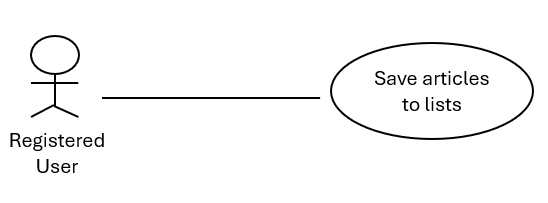 Registered
User
Save articles
to lists